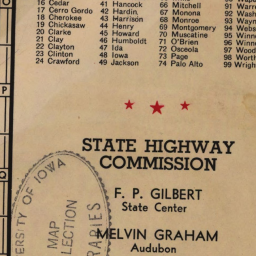 16 Cedar 41 Hancock 66 Mitchell 91 Warre
17 Cerro Gordo 42 Hardin 67 Monona 92 Wash
18 Cherokee 43 Harrison 68 Monroe 93 Wayn
19 Chickasaw 44 Henry 69 Montgomery 94 Webs
20 Clarke 45 Howard 70 Muscatine 95 Winne
21 Clay 46 Humboldt 71 O'Brien 96 Winne
22 Clayton 47 Ida 72 Osceola 97 Wood
23 Clinton 48 Iowa 73 Page 98 Worth
24 Crawford 49 Jackson 74 Palo Alto 99 Wrigh
STATE HIGHWAY
COMMISSION
F. P. GILBERT
State Center
MELVIN GRAHAM
Audubon
ERSITY OF IOWA
MAP
LLECTION
RARIES